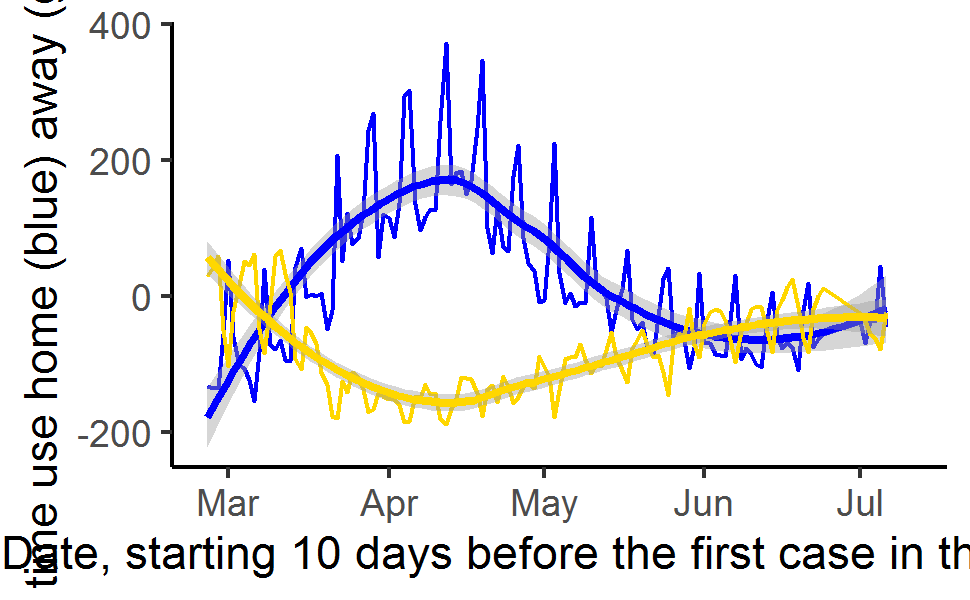 400
200
0
-200
time use home (blue) away (
Mar Apr May Jun Jul
Date, starting 10 days before the first case in th